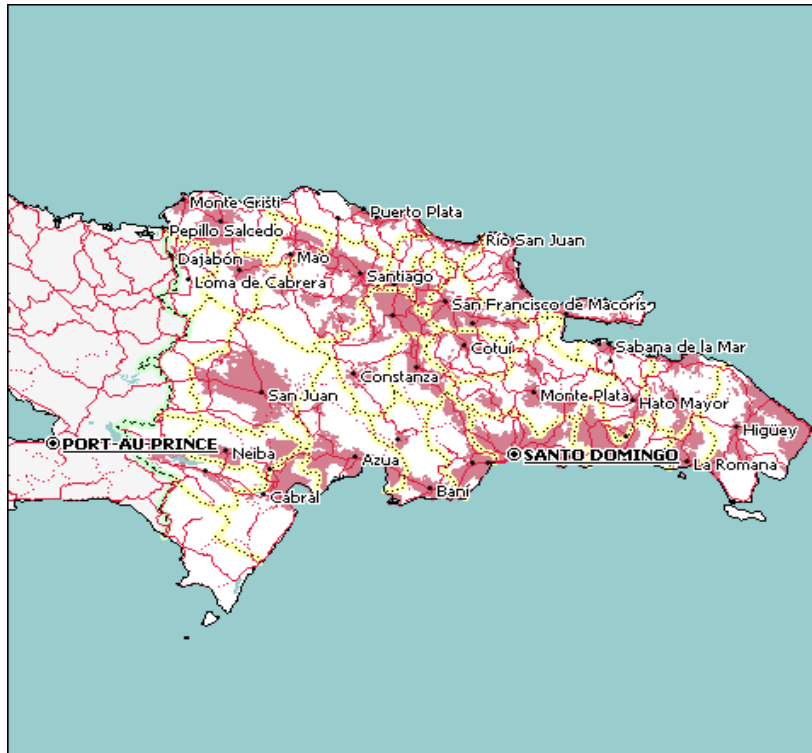 Monte Cristi
Puerto Plata
Pepillo Salcedo
Río San Juan
Dajabón
Mao
Santiago
Loma de Cabrera
San Francisco de Macorís
Cotuí
Sabana de la Mar
Constanza
San Juan
Monte Plata
Hato Mayor
Higüey
PORT-AU-PRINCE
Neiba
Azua
SANTO DOMINGO
La Romana
Cabral
Baní